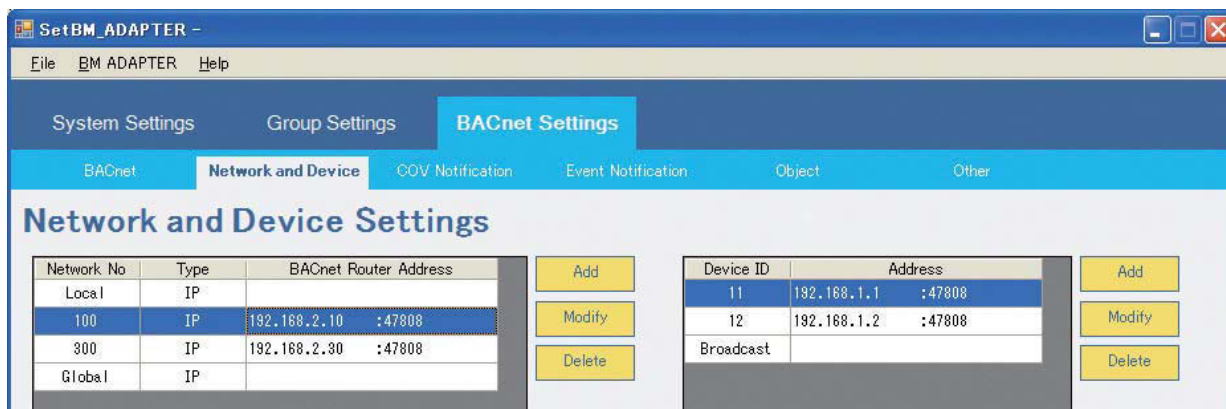 SetBM_ADAPTER -
File BM ADAPTER Help
System Settings Group Settings BACnet Settings
BACnet Network and Device COV Notification Event Notification Object Other
Network and Device Settings
Network No Type BACnet Router Address
Local IP
100 IP 192.168.2.10 :47808
300 IP 192.168.2.30 :47808
Global IP
Add
Modify
Delete
Device ID Address
11 192.168.1.1 :47808
12 192.168.1.2 :47808
Broadcast
Add
Modify
Delete